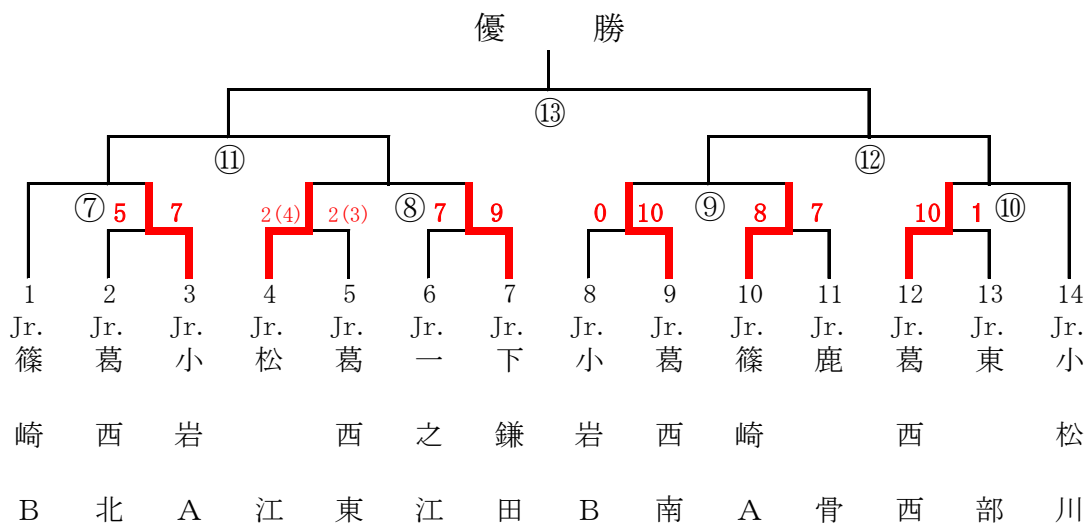 優 勝
⑬
⑪ ⑫
⑦ 5 7 2(4) 2(3) ⑧ 7 9 0 10 ⑨ 8 7 10 1 ⑩
1 2 3 4 5 6 7 8 9 10 11 12 13 14
Jr. Jr. Jr. Jr. Jr. Jr. Jr. Jr. Jr. Jr. Jr. Jr. Jr. Jr.
篠 葛 小 松 葛 一 下 小 葛 篠 鹿 葛 東 小
崎 西 岩 西 之 鎌 岩 西 崎 西 松
B 北 A 江 東 江 田 B 南 A 骨 西 部 川